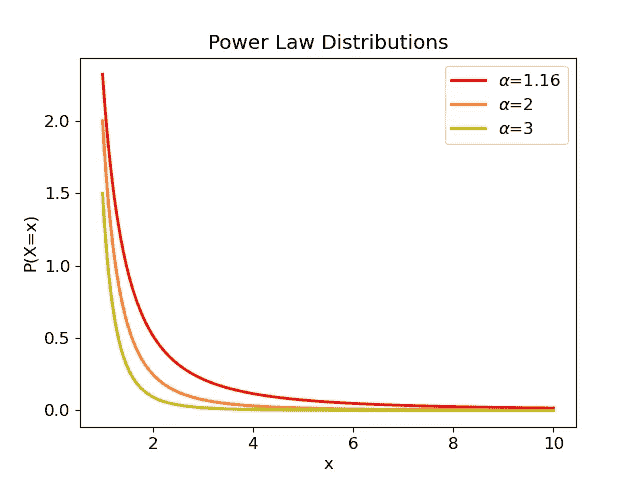 Power Law Distributions
α=1.16
α=2
α=3
P(X=x)
2.0
1.5
1.0
0.5
0.0
2
4
6
8
10
x